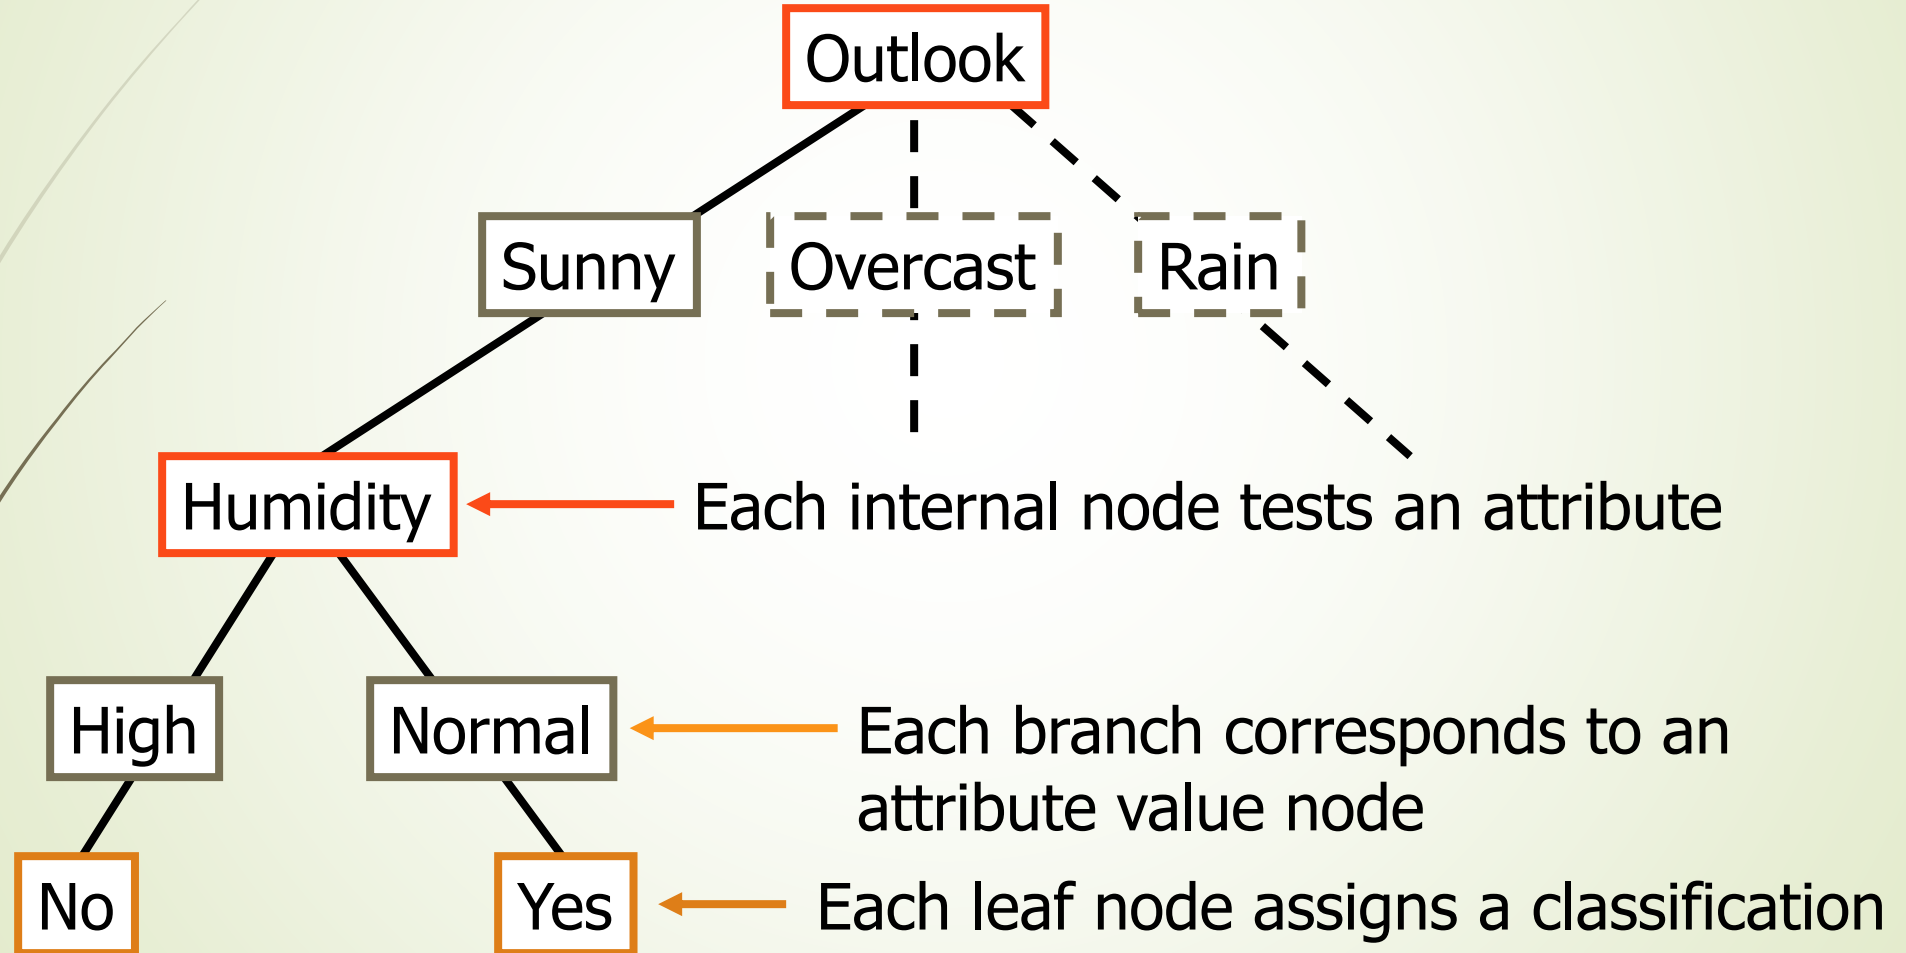 Outlook
Sunny
Overcast
Rain
Humidity
Each internal node tests an attribute
High
Normal
Each branch corresponds to an
attribute value node
No
Yes
Each leaf node assigns a classification